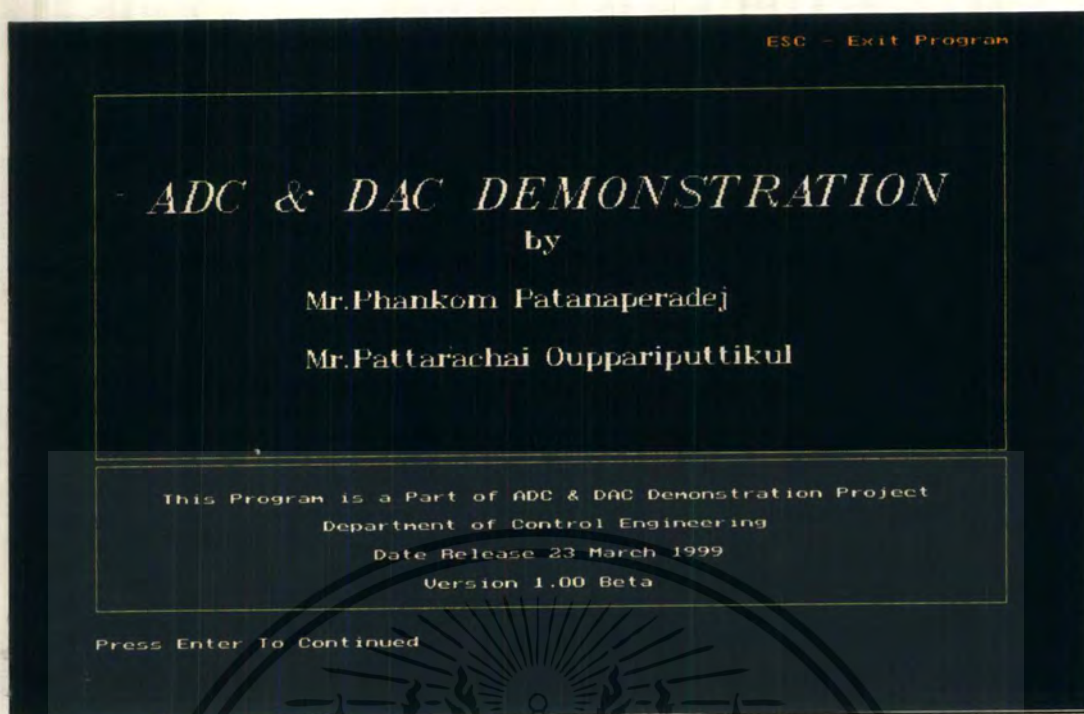 ESC - Exit Program
ADC & DAC DEMONSTRATION
by
Mr.Phankom Patanaperadej
Mr.Pattarachai Ouppariputtikul
This Program is a Part of ADC & DAC Demonstration Project
Department of Control Engineering
Date Release 23 March 1999
Version 1.00 Beta
Press Enter To Continued